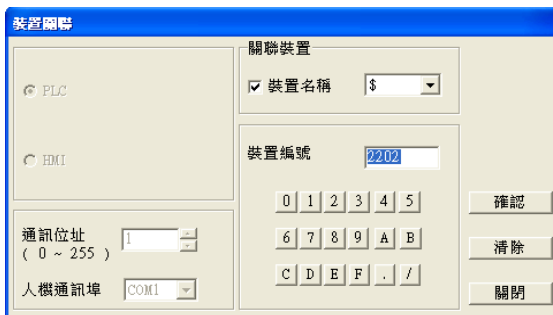 裝置關聯
PLC
HMI
通訊位址
( 0 ~ 255 )
1
人機通訊埠
COM1
關聯裝置
裝置名稱
$
裝置編號
2202
0 1 2 3 4 5
6 7 8 9 A B
C D E F . /
確認
清除
關閉